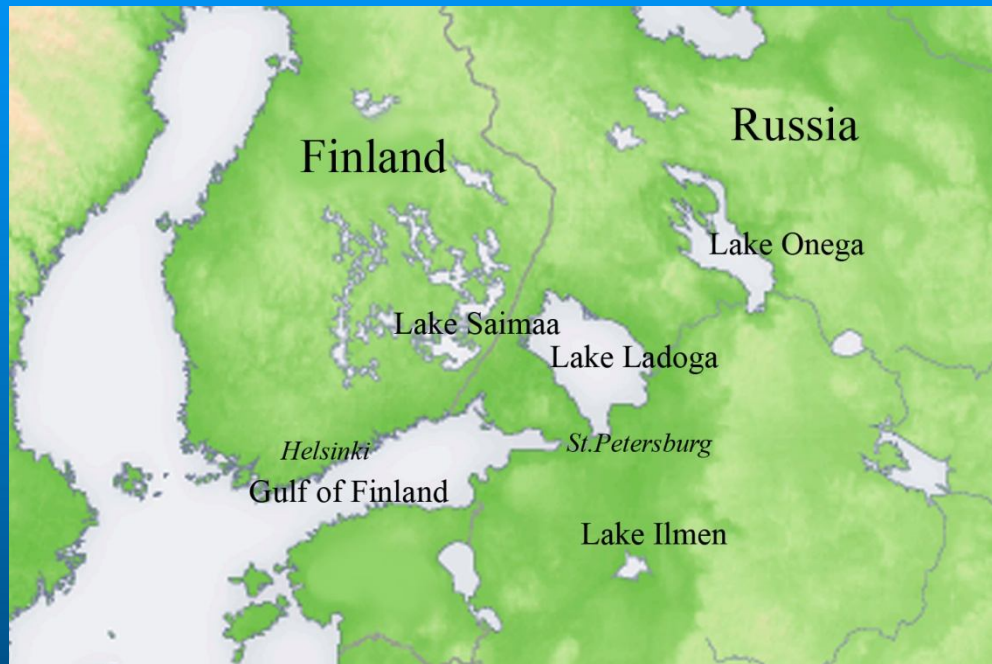 Russia
Finland
Lake Onega
Lake Saimaa
Lake Ladoga
Helsinki
St.Petersburg
Gulf of Finland
Lake Ilmen